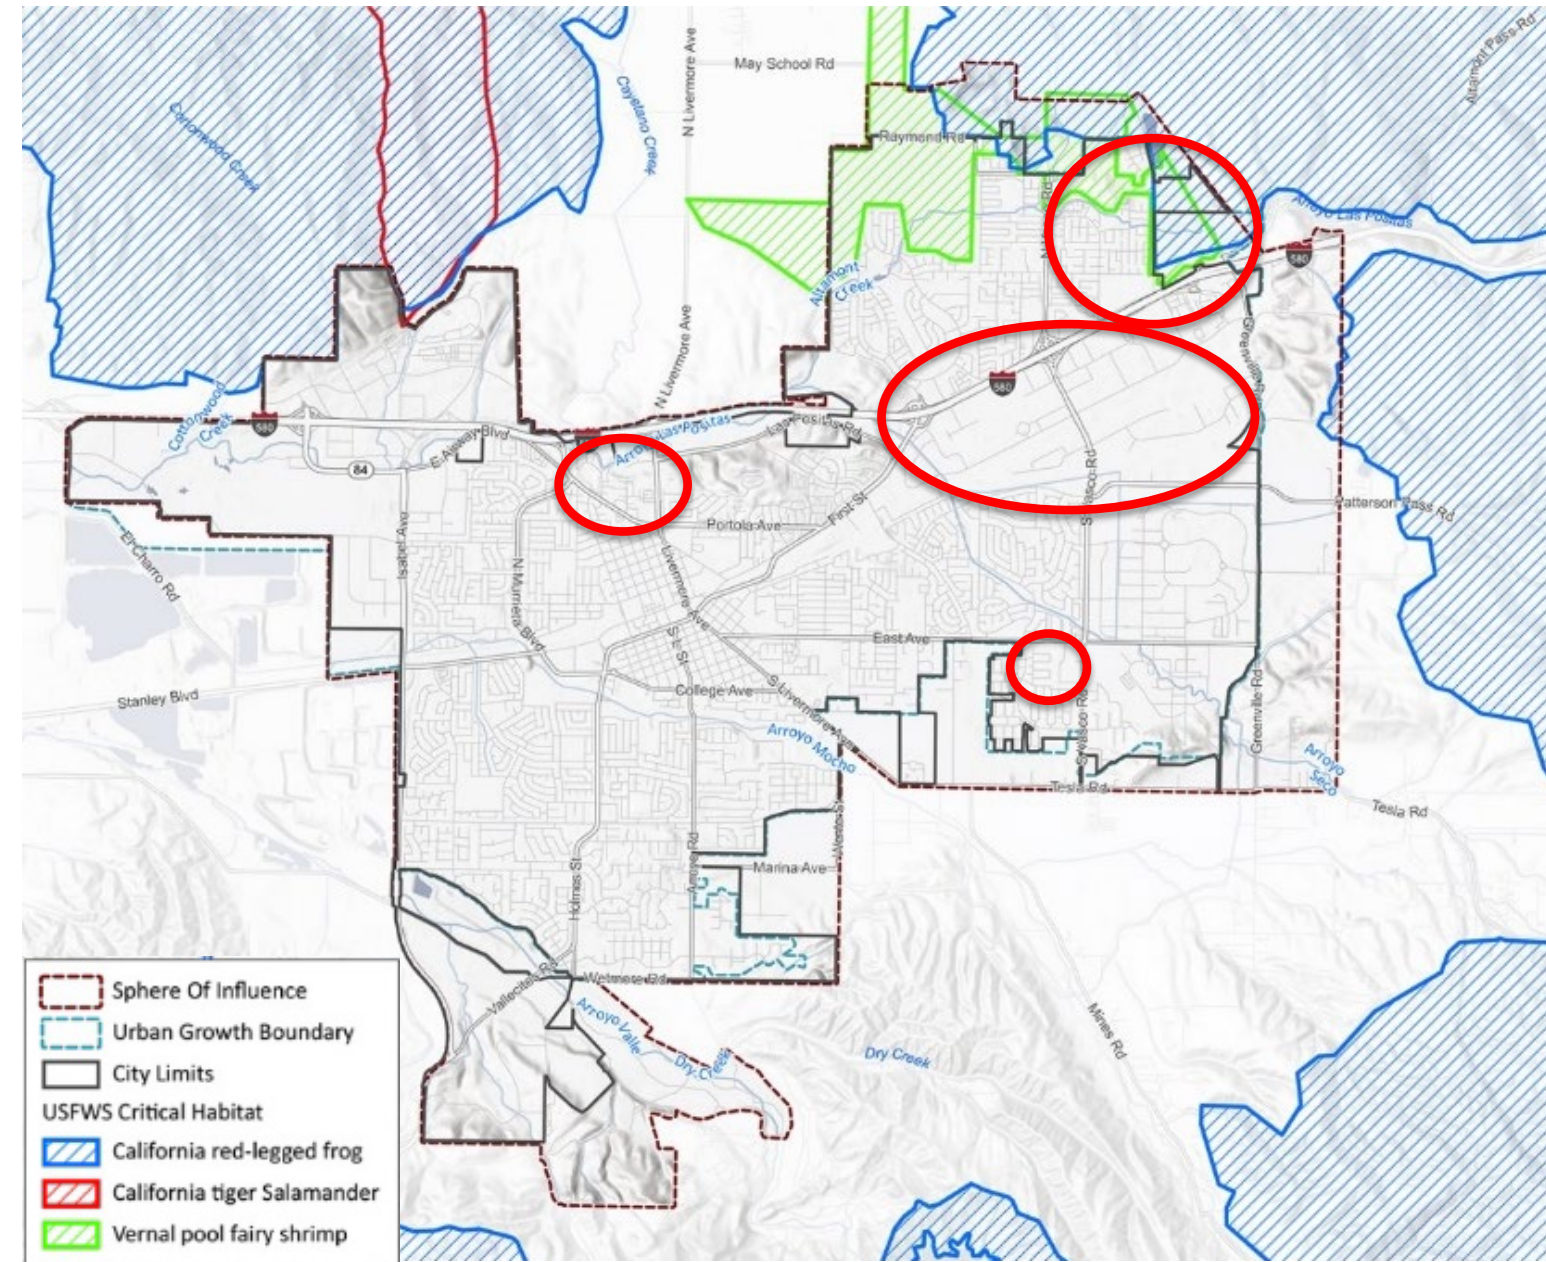 May School Rd
Altamont Pass Rd
N Livermore Ave
Cayetano Creek
Cottonwood Creek
Raymond Rd
Arroyo Las Positas
580
Altamont
Creek
N Livermore Ave
580
Cottonwood
Creek
580
E Airway Blvd
Arroyo Las Positas
Las Positas Rd
84
S Vasco Rd
Patterson Pass Rd
First St
Portola Ave
Isabel Ave
El Charro Rd
N Murrieta Blvd
Livermore Ave
East Ave
S L St
College Ave
S Livermore Ave
Stanley Blvd
S Vasco Rd
Greenville Rd
Arroyo
Mocho
Arroyo
Seco
Tesla Rd
Tesla Rd
Wente St
Marina Ave
Arroyo Rd
Holmes St
Vallecitos Rd
Wetmore Rd
Arroyo Valle
Dry Creek
Dry Creek
Mines Rd
Sphere Of Influence
Urban Growth Boundary
City Limits
USFWS Critical Habitat
California red-legged frog
California tiger Salamander
Vernal pool fairy shrimp